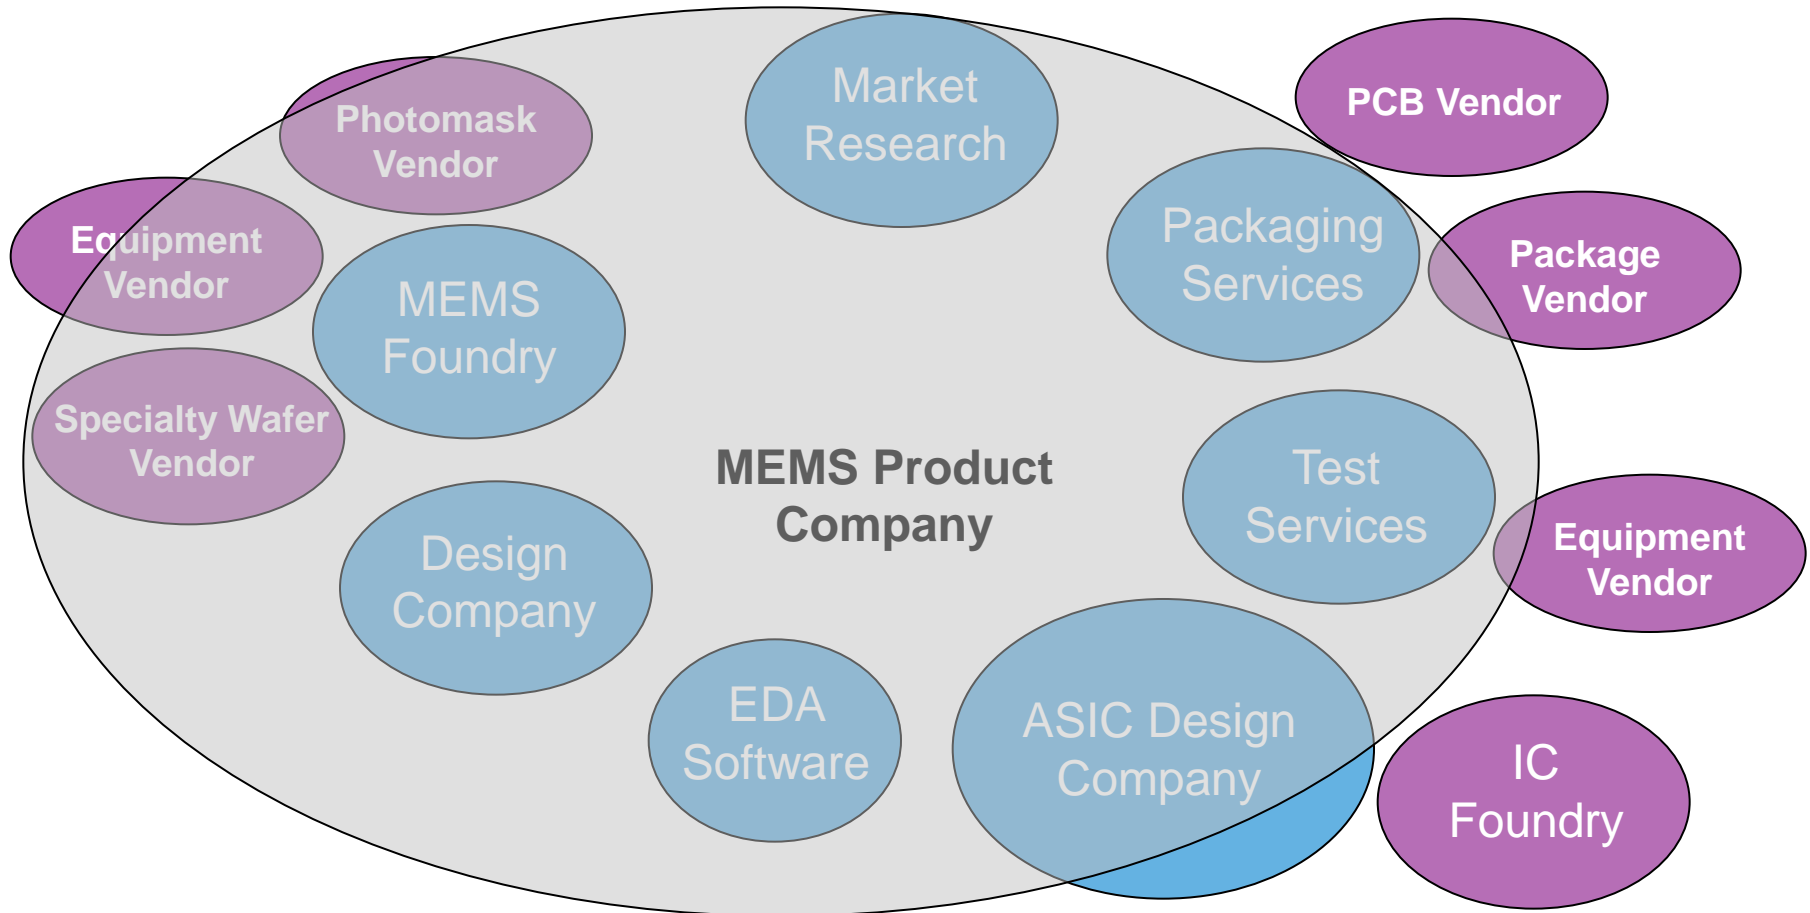 Market
Research
PCB Vendor
Photomask
Vendor
Packaging
Services
Equipment
Vendor
Package
Vendor
MEMS
Foundry
Specialty Wafer
Vendor
MEMS Product
Company
Test
Services
Equipment
Vendor
Design
Company
EDA
Software
ASIC Design
Company
IC
Foundry